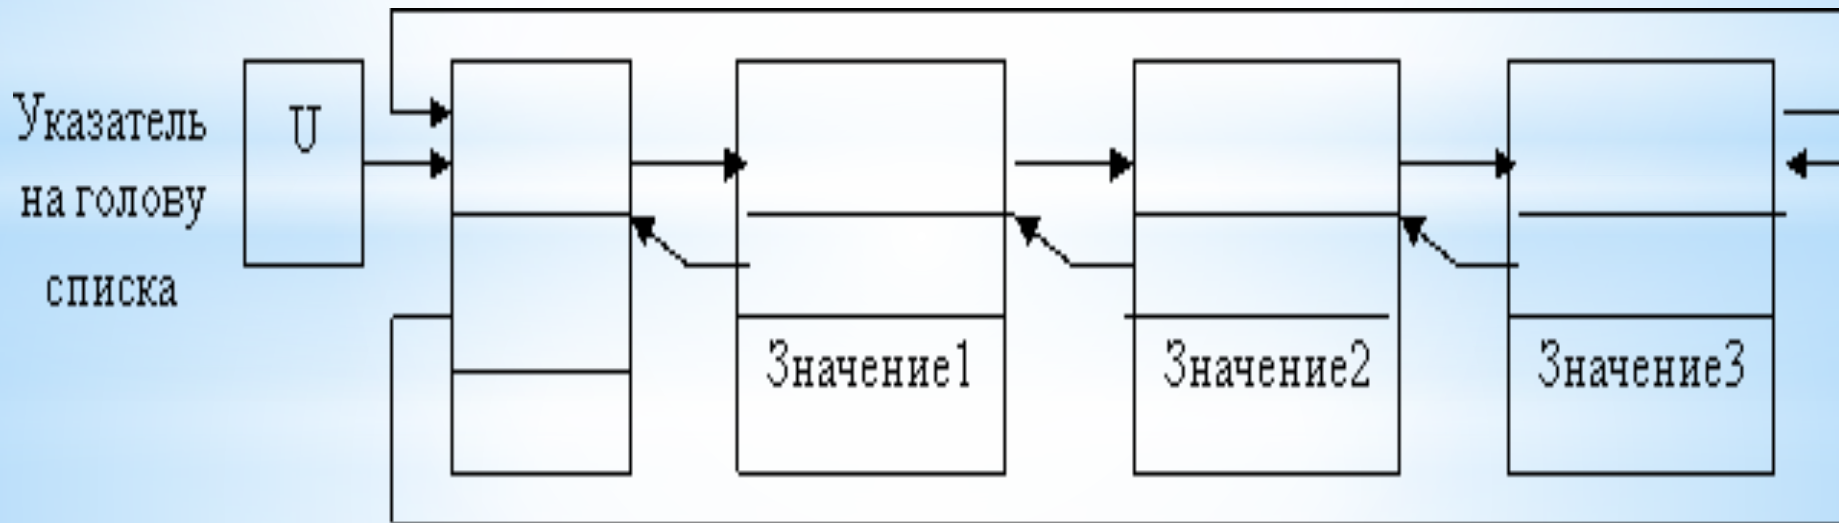 Указатель
на голову
списка
U
Значение1
Значение2
Значение3